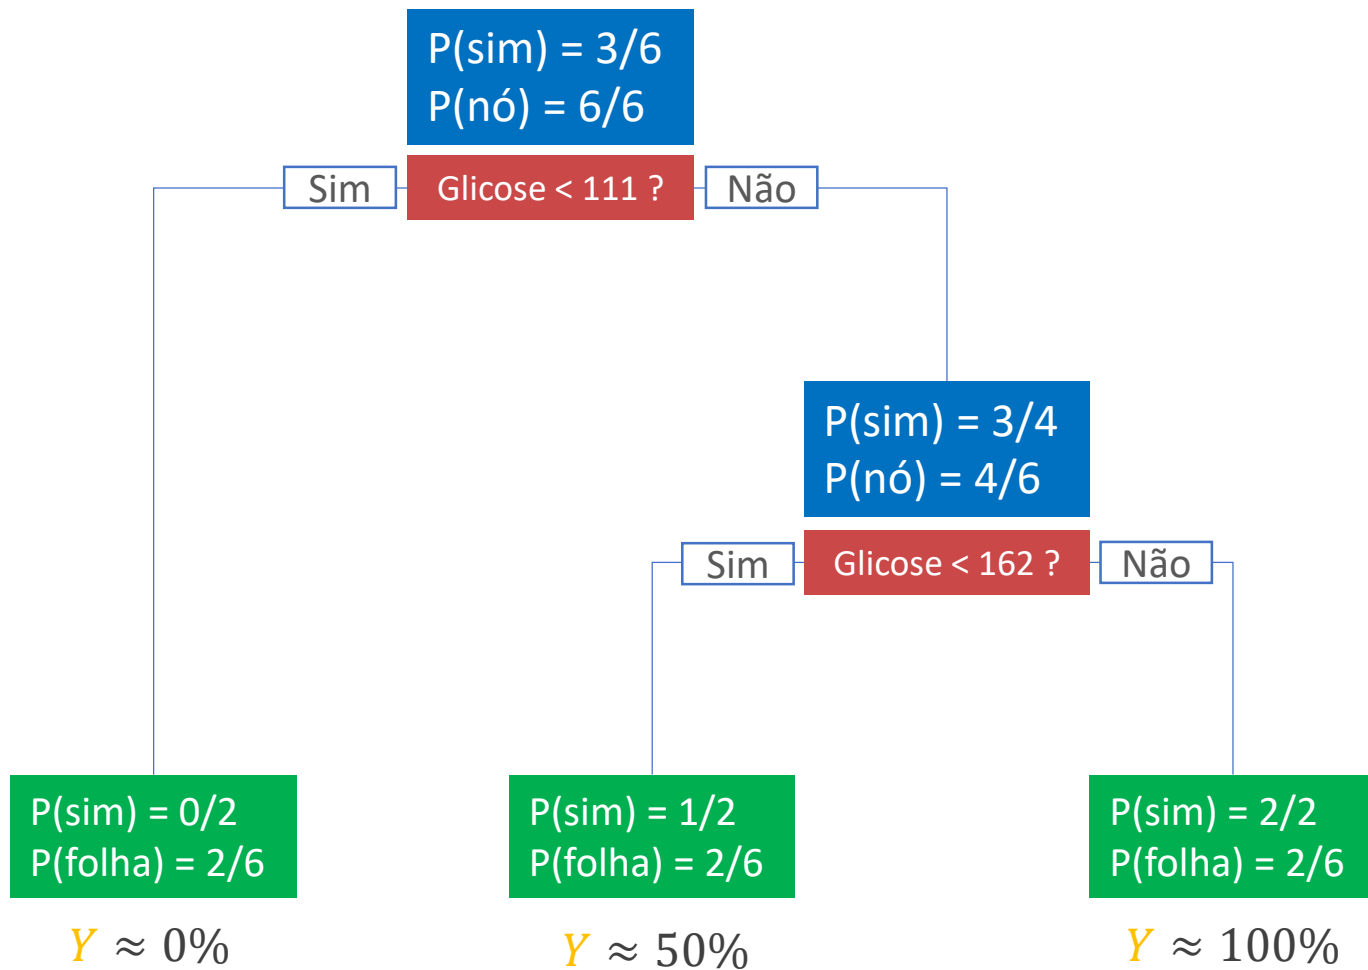 P(sim) = 3/6
P(nó) = 6/6
Sim
Glicose < 111 ?
Não
P(sim) = 3/4
P(nó) = 4/6
Sim
Glicose < 162 ?
Não
P(sim) = 0/2
P(folha) = 2/6
P(sim) = 1/2
P(folha) = 2/6
P(sim) = 2/2
P(folha) = 2/6
Y ≈ 0%
Y ≈ 50%
Y ≈ 100%